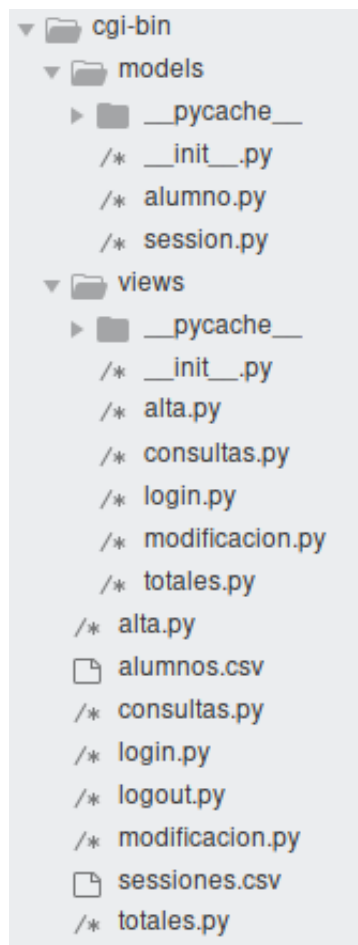 cgi-bin
models
__pycache__
/* __init__.py
/* alumno.py
/* session.py
views
__pycache__
/* __init__.py
/* alta.py
/* consultas.py
/* login.py
/* modificacion.py
/* totales.py
/* alta.py
alumnos.csv
/* consultas.py
/* login.py
/* logout.py
/* modificacion.py
sessiones.csv
/* totales.py